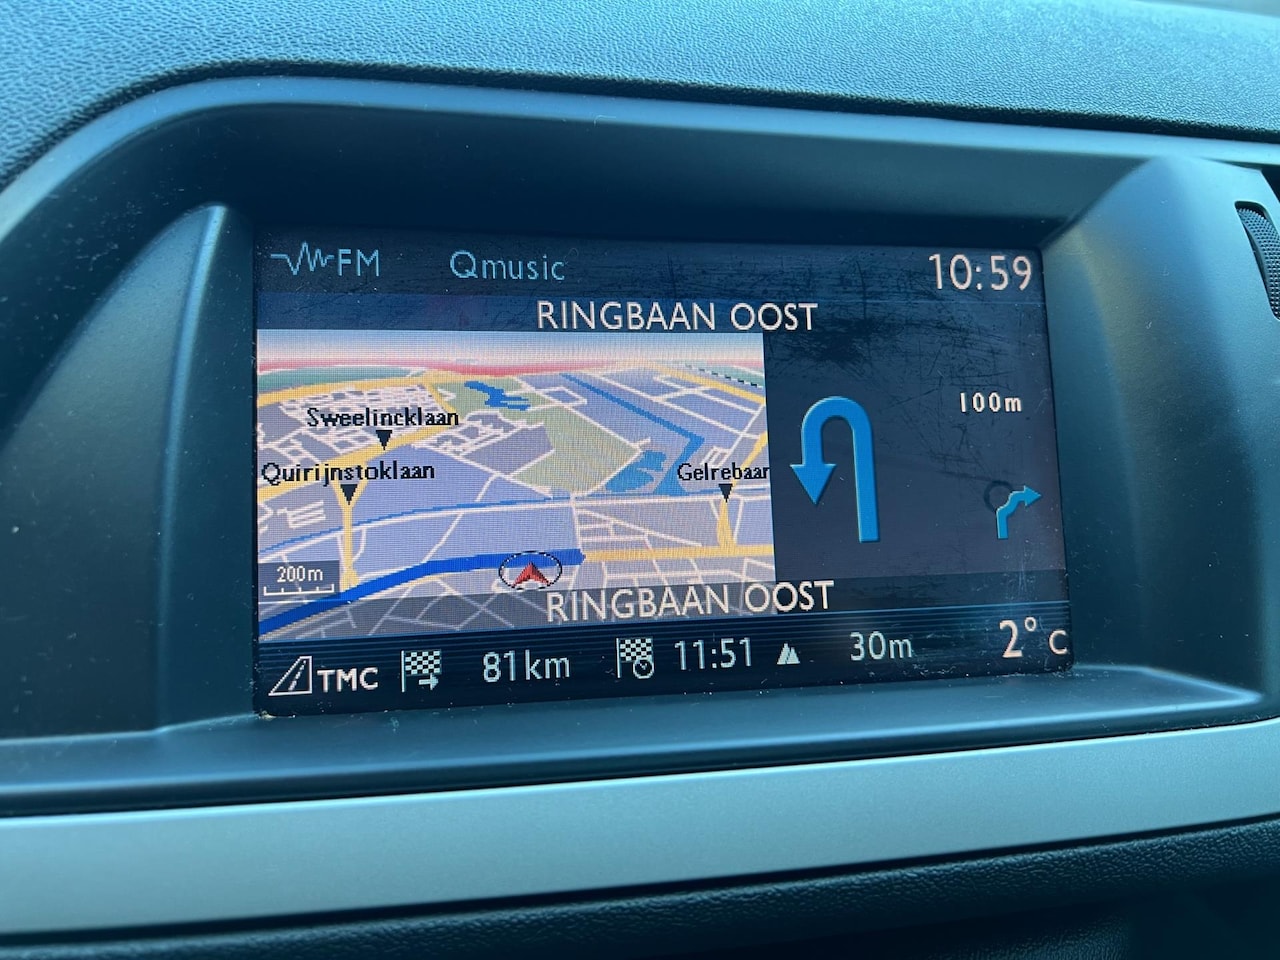 FM Qmusic 10:59
RINGBAAN OOST
100m
Sweelincklaan
Quirijnstoklaan
Gelrebaan
200m
RINGBAAN OOST
TMC 81km 11:51 30m 2°C